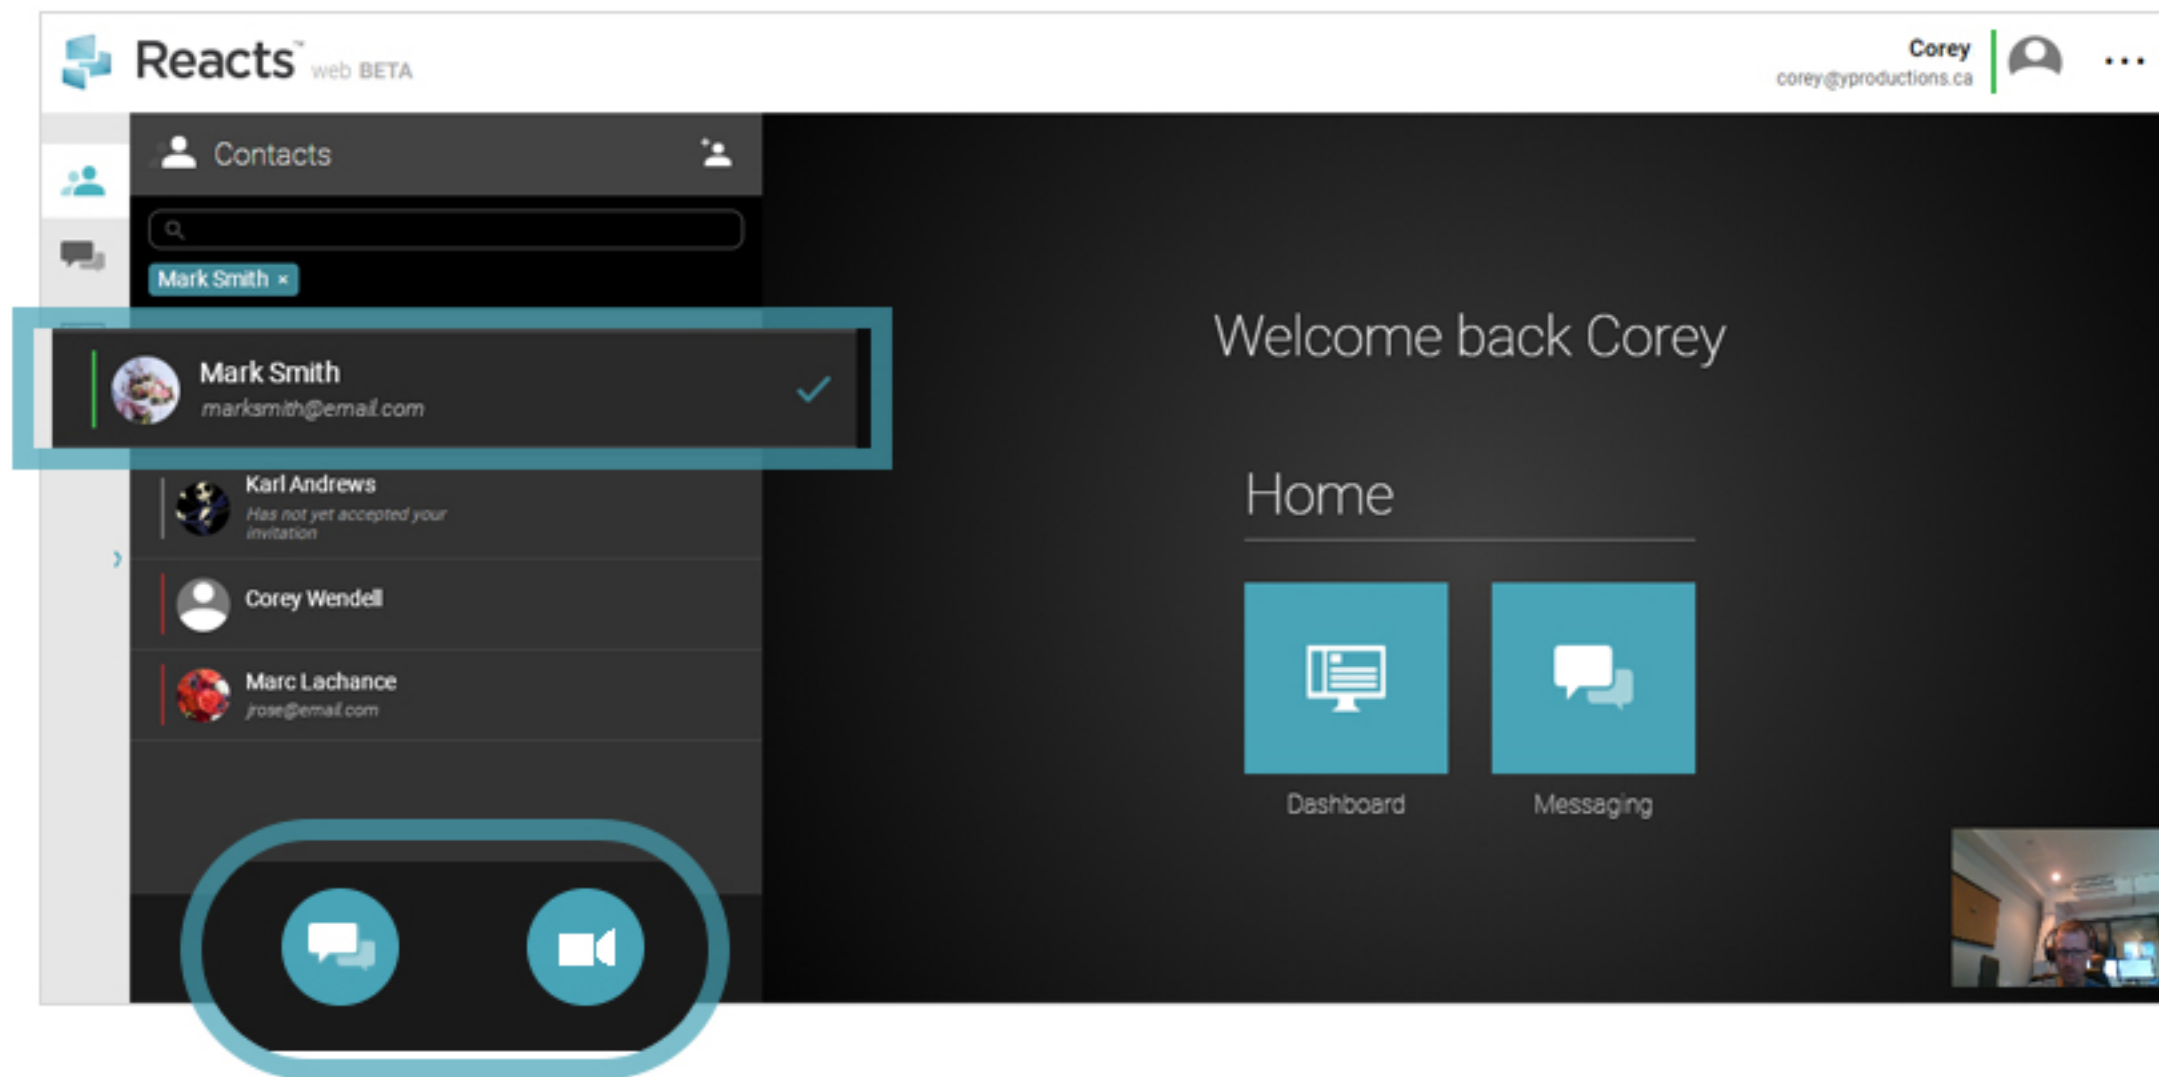 Reacts™ web BETA
Corey
corey@yproductions.ca
Contacts
Mark Smith ×
Mark Smith
marksmith@email.com
Karl Andrews
Has not yet accepted your
invitation
Corey Wendell
Marc Lachance
jrose@email.com
Welcome back Corey
Home
Dashboard
Messaging